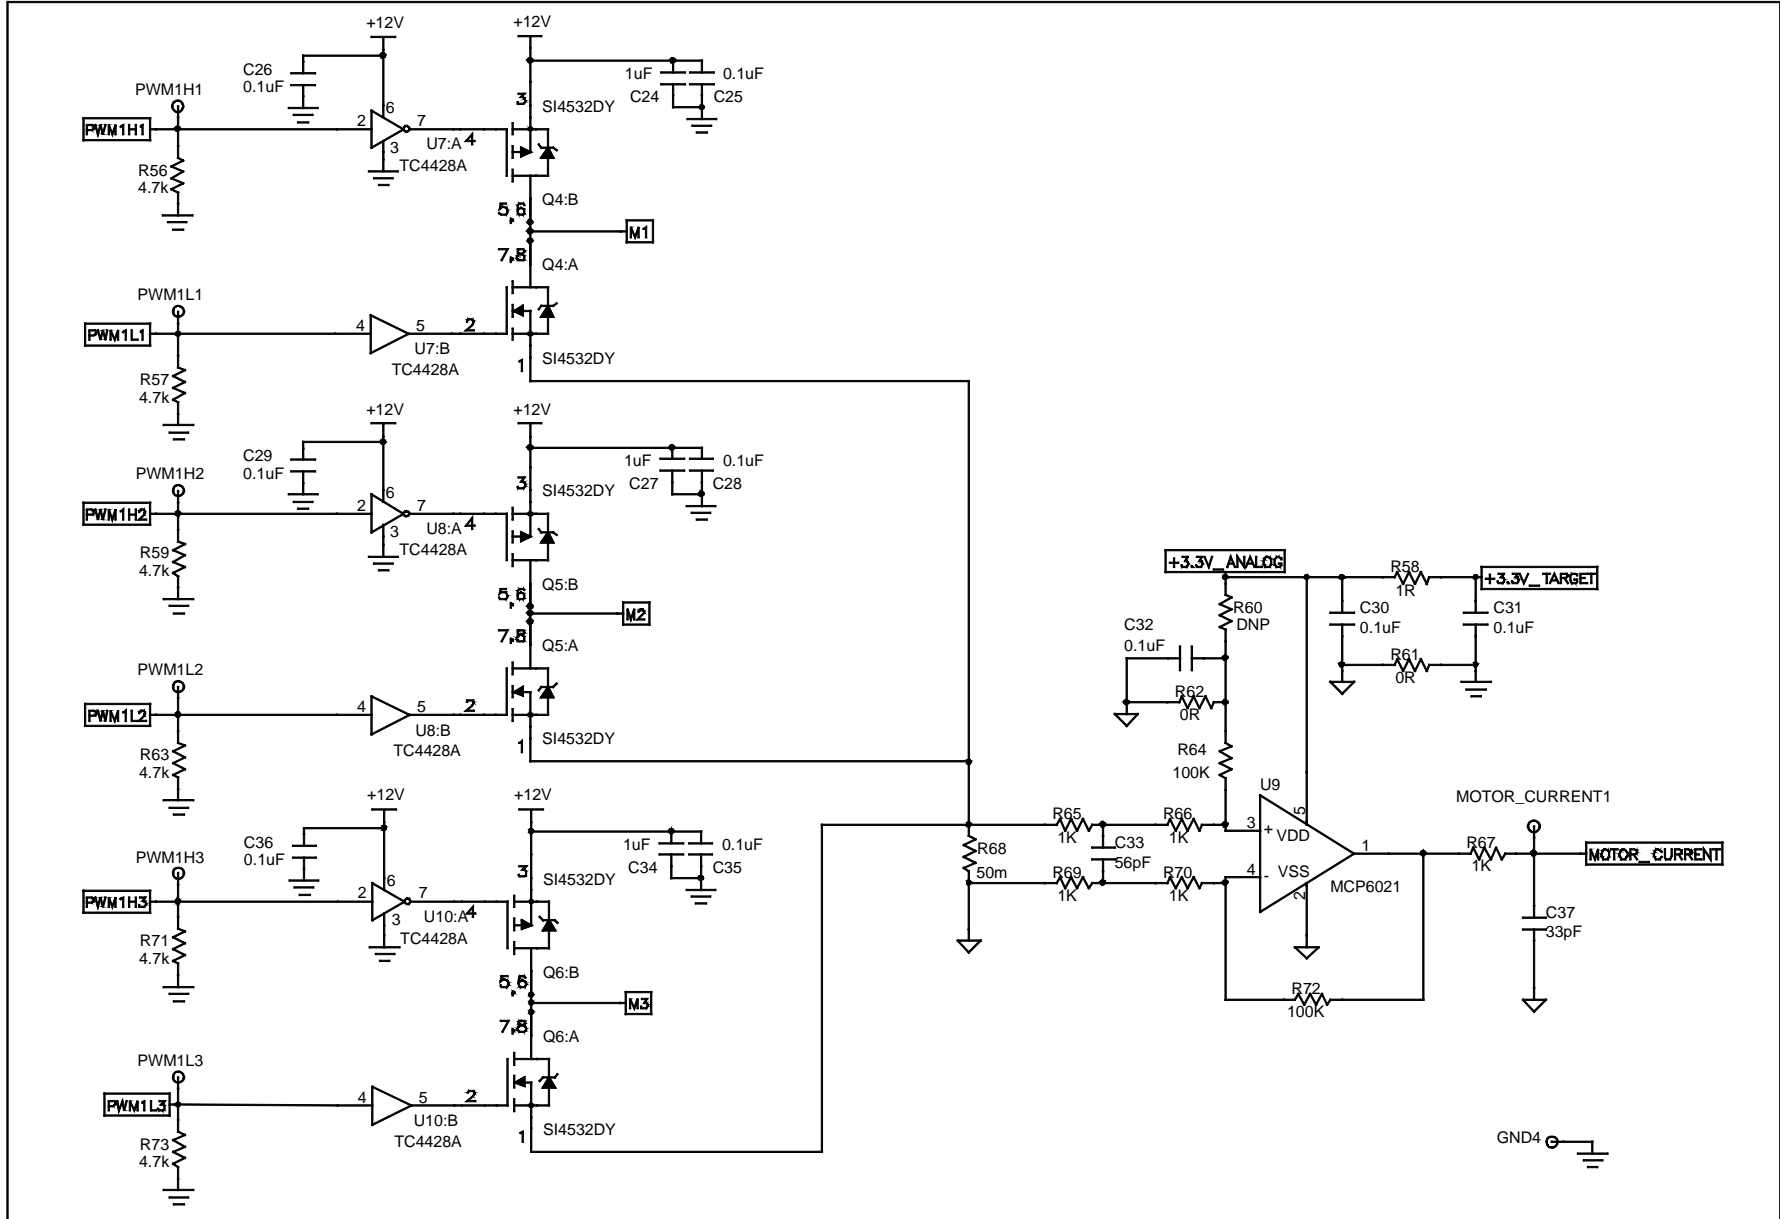 +12V
+12V
C26
0.1uF
PWM1H1
PWM1H1
R56
4.7k
2
6
7
3
U7:A
TC4428A
4
3
SI4532DY
1uF
C24
0.1uF
C25
Q4:B
5,6
M1
7,8
Q4:A
PWM1L1
PWM1L1
R57
4.7k
4
5
U7:B
TC4428A
2
1
SI4532DY
+12V
+12V
C29
0.1uF
PWM1H2
PWM1H2
R59
4.7k
2
6
7
3
U8:A
TC4428A
4
3
SI4532DY
1uF
C27
0.1uF
C28
Q5:B
5,6
M2
7,8
Q5:A
PWM1L2
PWM1L2
R63
4.7k
4
5
U8:B
TC4428A
2
1
SI4532DY
+12V
+12V
C36
0.1uF
PWM1H3
PWM1H3
R71
4.7k
2
6
7
3
U10:A
TC4428A
4
3
SI4532DY
1uF
C34
0.1uF
C35
Q6:B
5,6
M3
7,8
Q6:A
PWM1L3
PWM1L3
R73
4.7k
4
5
U10:B
TC4428A
2
1
SI4532DY
+3.3V_ANALOG
R58
1R
+3.3V_TARGET
R60
DNP
C30
0.1uF
C31
0.1uF
C32
0.1uF
R61
0R
R62
0R
R64
100K
U9
MOTOR_CURRENT1
R65
1K
R66
1K
C33
56pF
R68
50m
R69
1K
R70
1K
3
+
VDD
5
4
-
VSS
2
1
MCP6021
R67
1K
MOTOR_CURRENT
C37
33pF
R72
100K
GND4